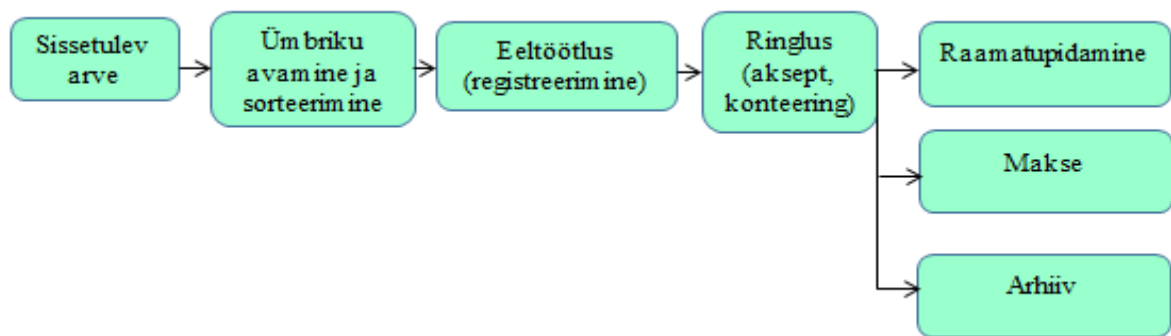 Sissetulev
arve
Ümbriku
avamine ja
sorteerimine
Eeltöötlus
(registreerimine)
Ringlus
(aksept,
konteering)
Raamatupidamine
Makse
Arhiiv